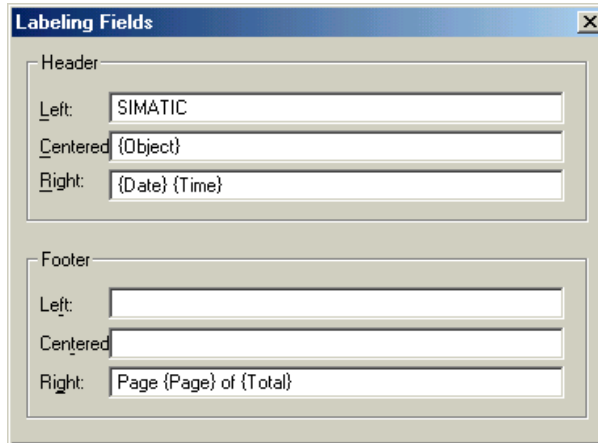 Labeling Fields
Header
Left: SIMATIC
Centered {Object}
Right: {Date} {Time}
Footer
Left:
Centered
Right: Page {Page} of {Total}